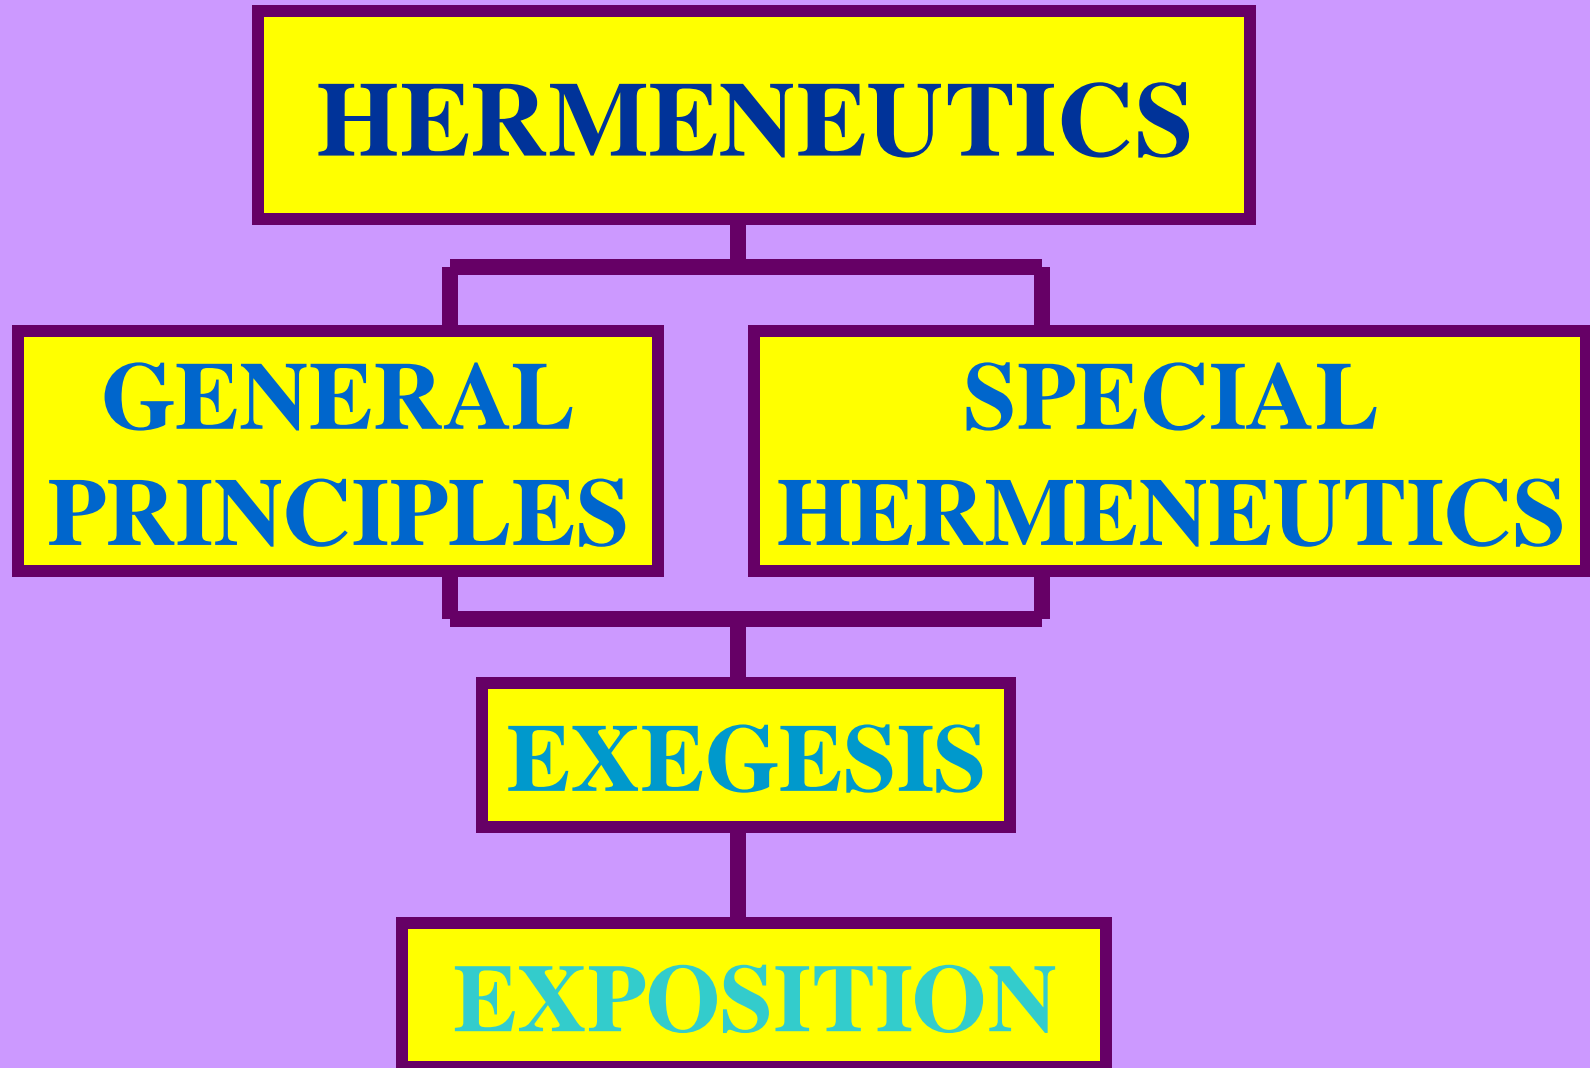 HERMENEUTICS
GENERAL
PRINCIPLES
SPECIAL
HERMENEUTICS
EXEGESIS
EXPOSITION